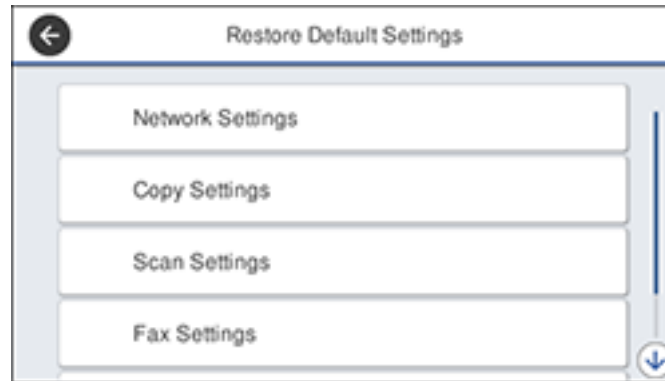 Restore Default Settings
Network Settings
Copy Settings
Scan Settings
Fax Settings